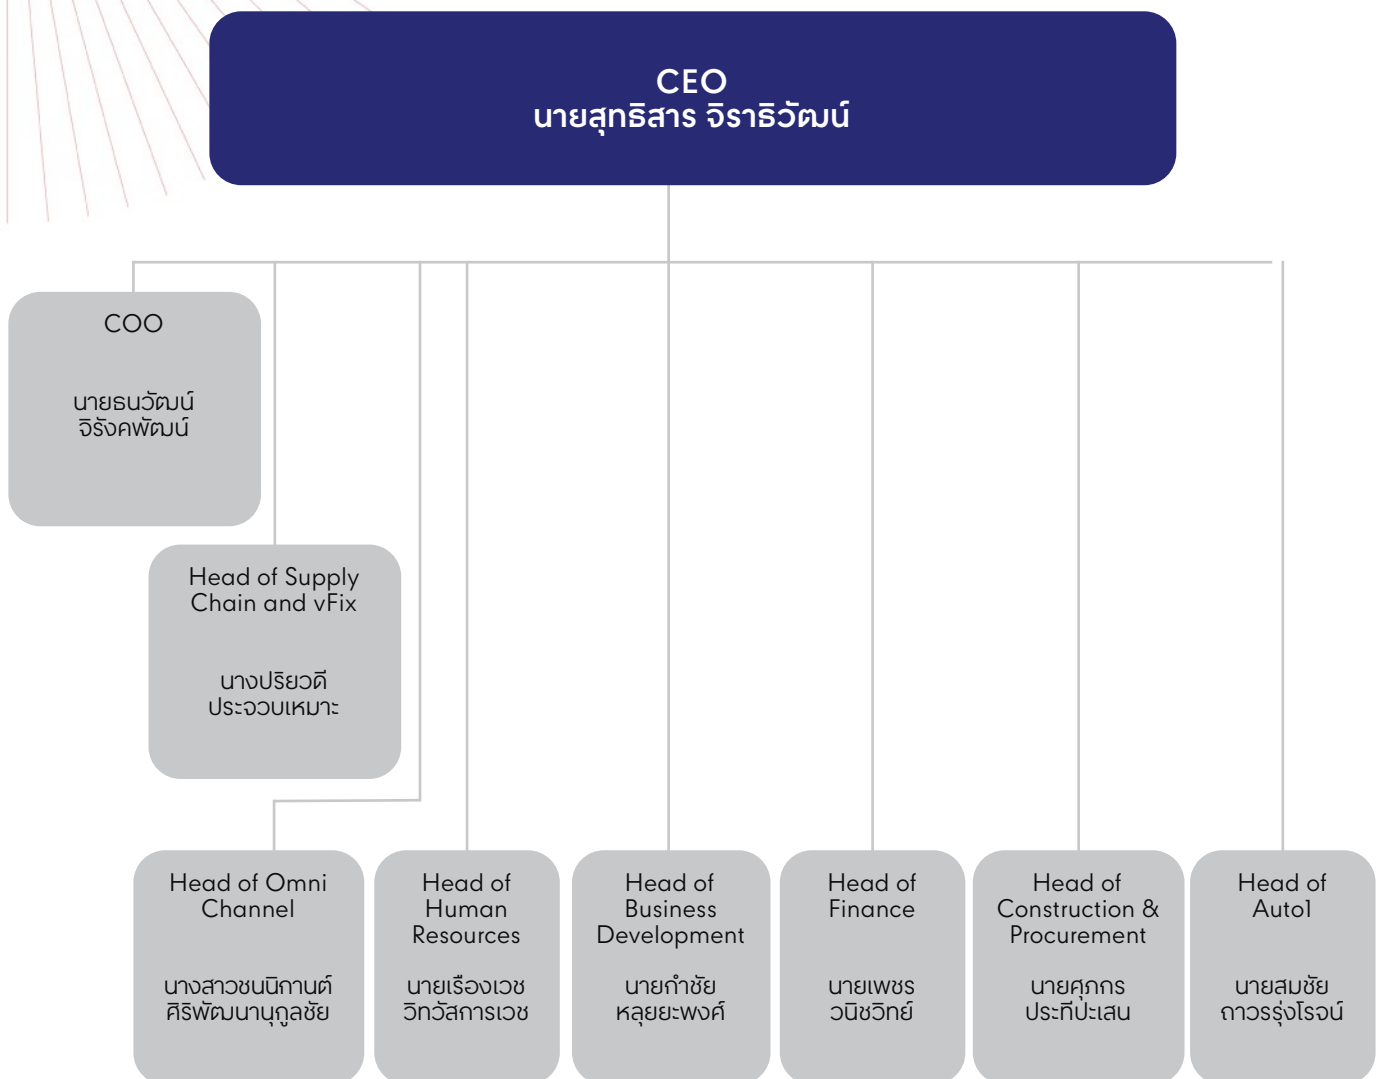 CEO
นายสุทธิสาร จิราธิวัฒน์
COO
นายธนวัฒน์
จิรังคพัฒน์
Head of Supply
Chain and vFix
นางปริยวดี
ประจวบเหมาะ
Head of Omni
Channel
นางสาวชนนิกานต์
ศิริพัฒนานุกูลชัย
Head of
Human
Resources
นายเรืองเวช
วิทวัสการเวช
Head of
Business
Development
นายกำชัย
หลุยยะพงศ์
Head of
Finance
นายเพชร
วนิชวิทย์
Head of
Construction &
Procurement
นายศุภกร
ประทีปะเสน
Head of
Auto1
นายสมชัย
ถาวรรุ่งโรจน์